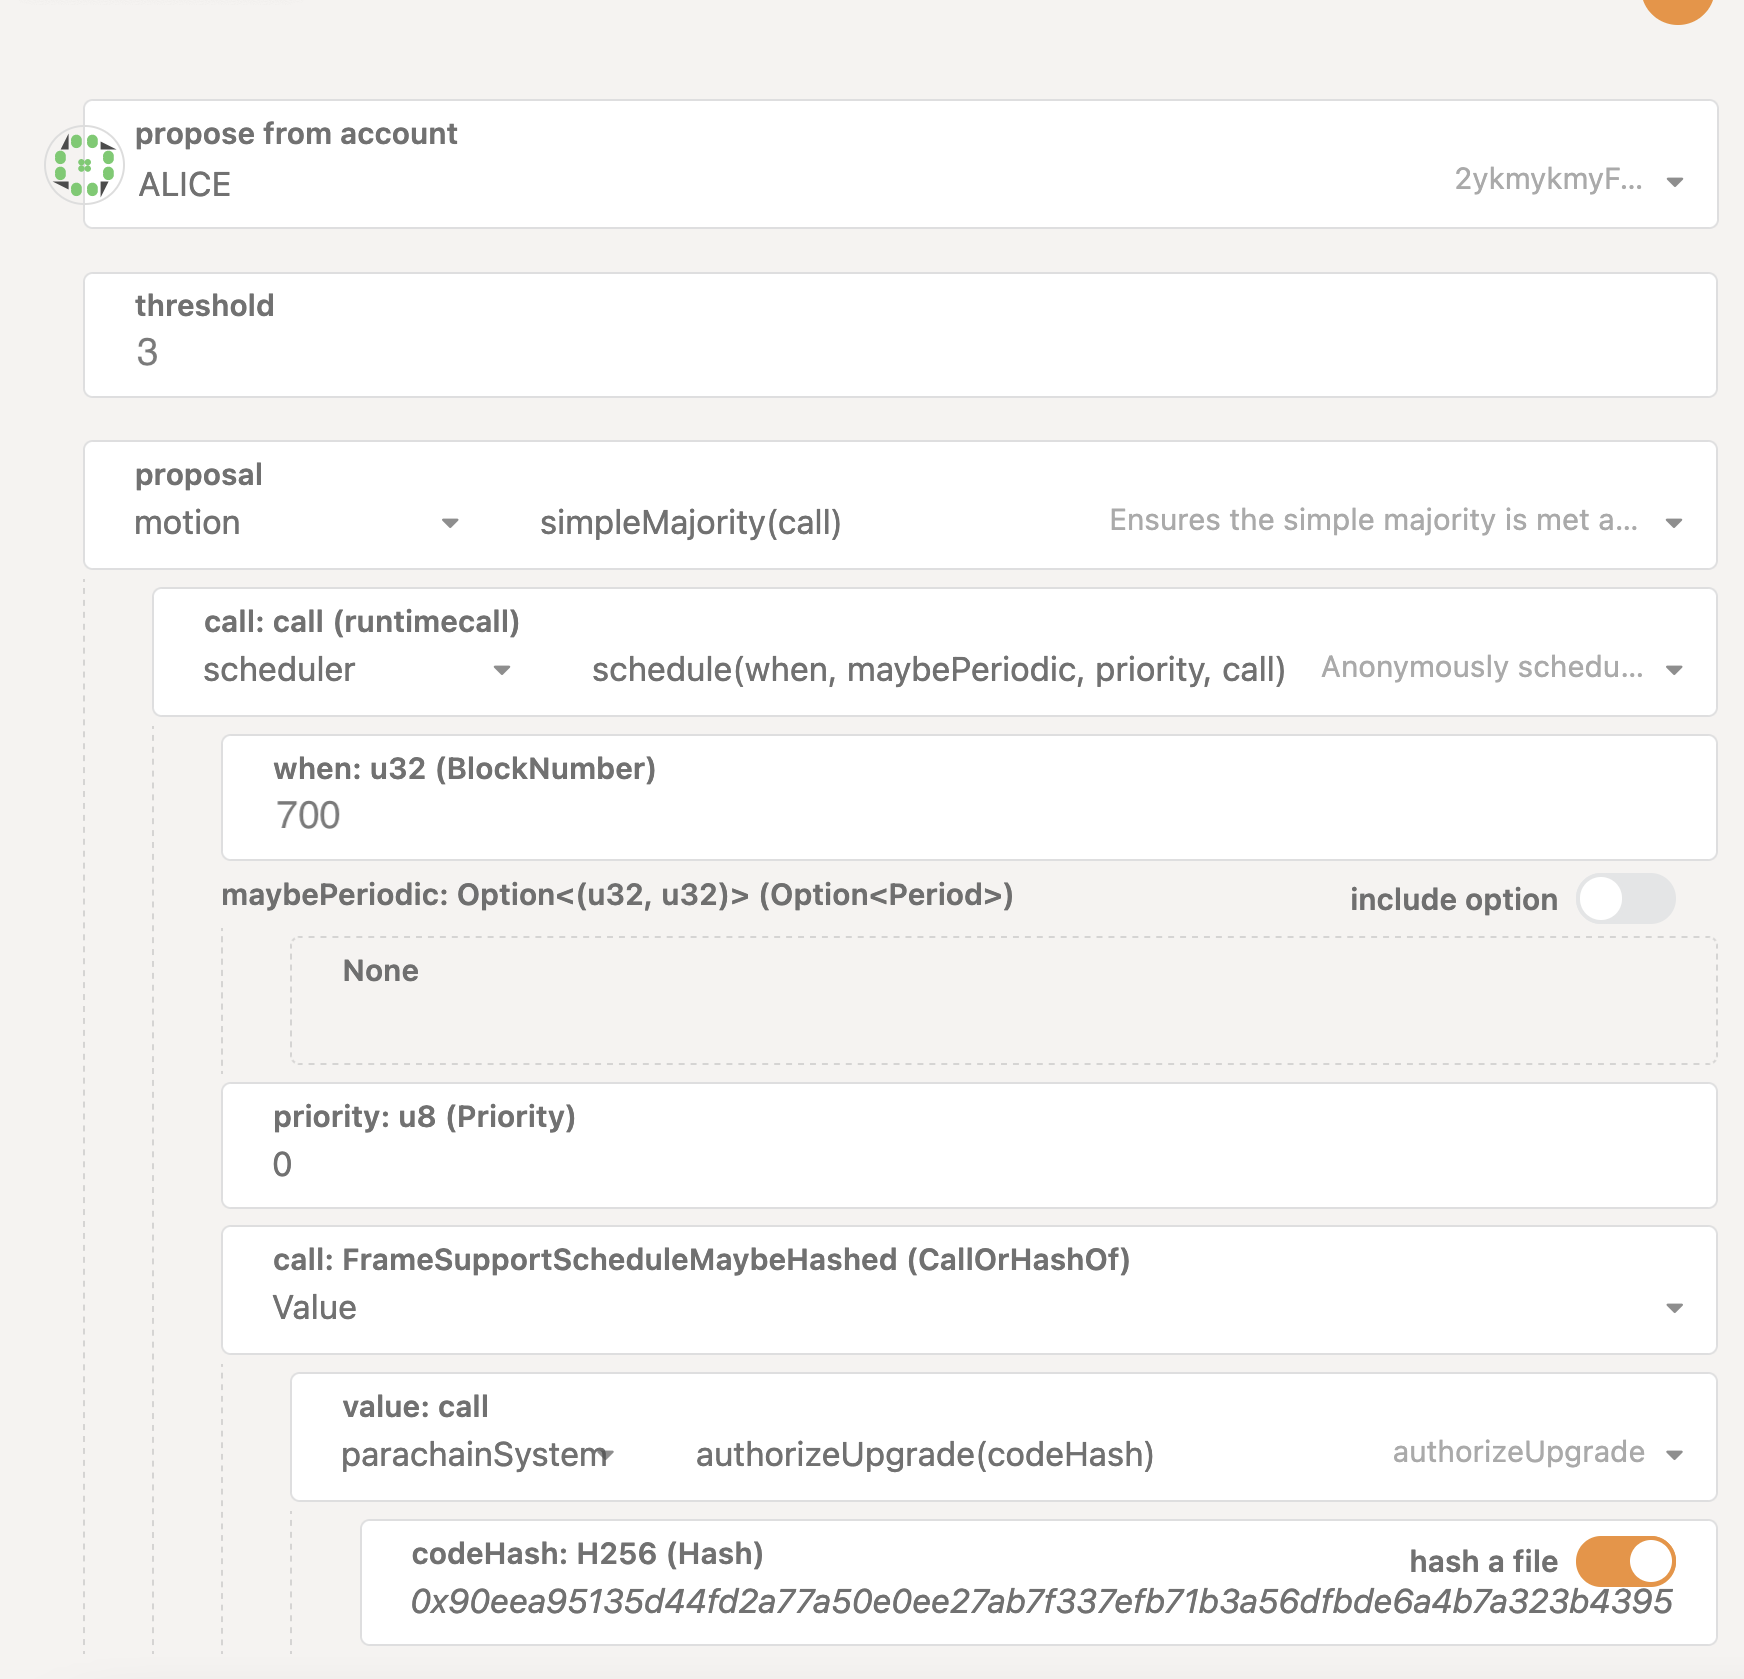 propose from account
ALICE 2ykmykmyF...
threshold
3
proposal
motion simpleMajority(call) Ensures the simple majority is met a...
call: call (runtimecall)
scheduler schedule(when, maybePeriodic, priority, call) Anonymously schedu...
when: u32 (BlockNumber)
700
maybePeriodic: Option<(u32, u32)> (Option<Period>) include option
None
priority: u8 (Priority)
0
call: FrameSupportScheduleMaybeHashed (CallOrHashOf)
Value
value: call
parachainSystem authorizeUpgrade(codeHash) authorizeUpgrade
codeHash: H256 (Hash) hash a file
0x90eea95135d44fd2a77a50e0ee27ab7f337efb71b3a56dfbde6a4b7a323b4395